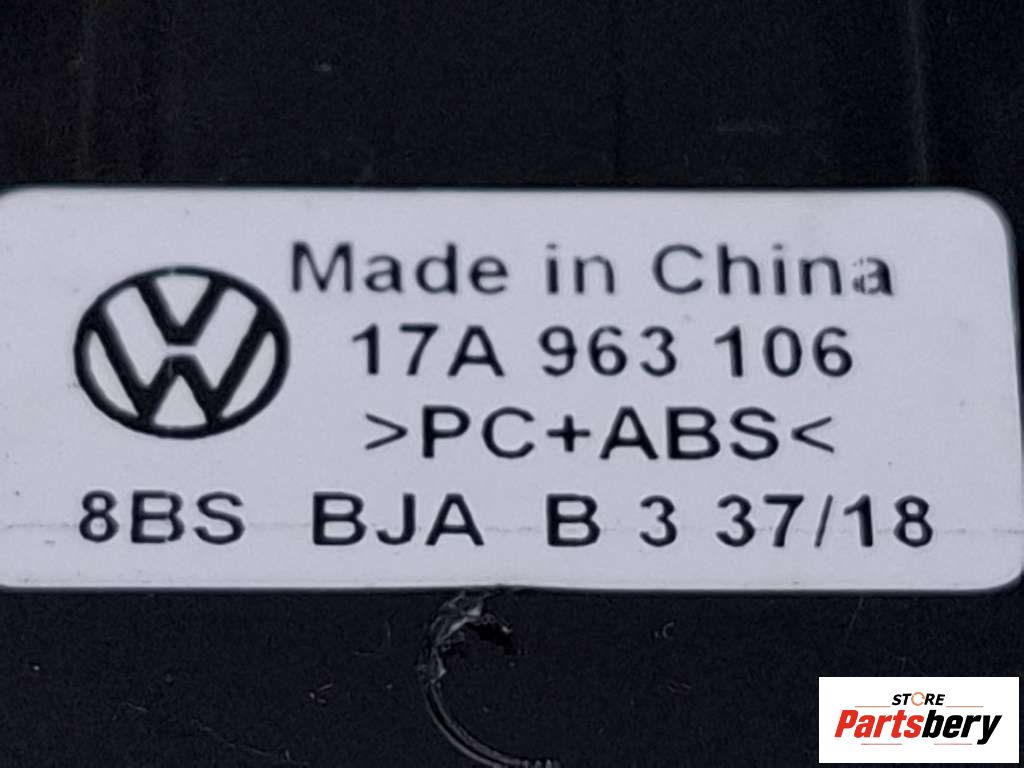 Made in China
17A 963 106
>PC+ABS<
8BS BJA B 3 37/18
STORE
Partsbery